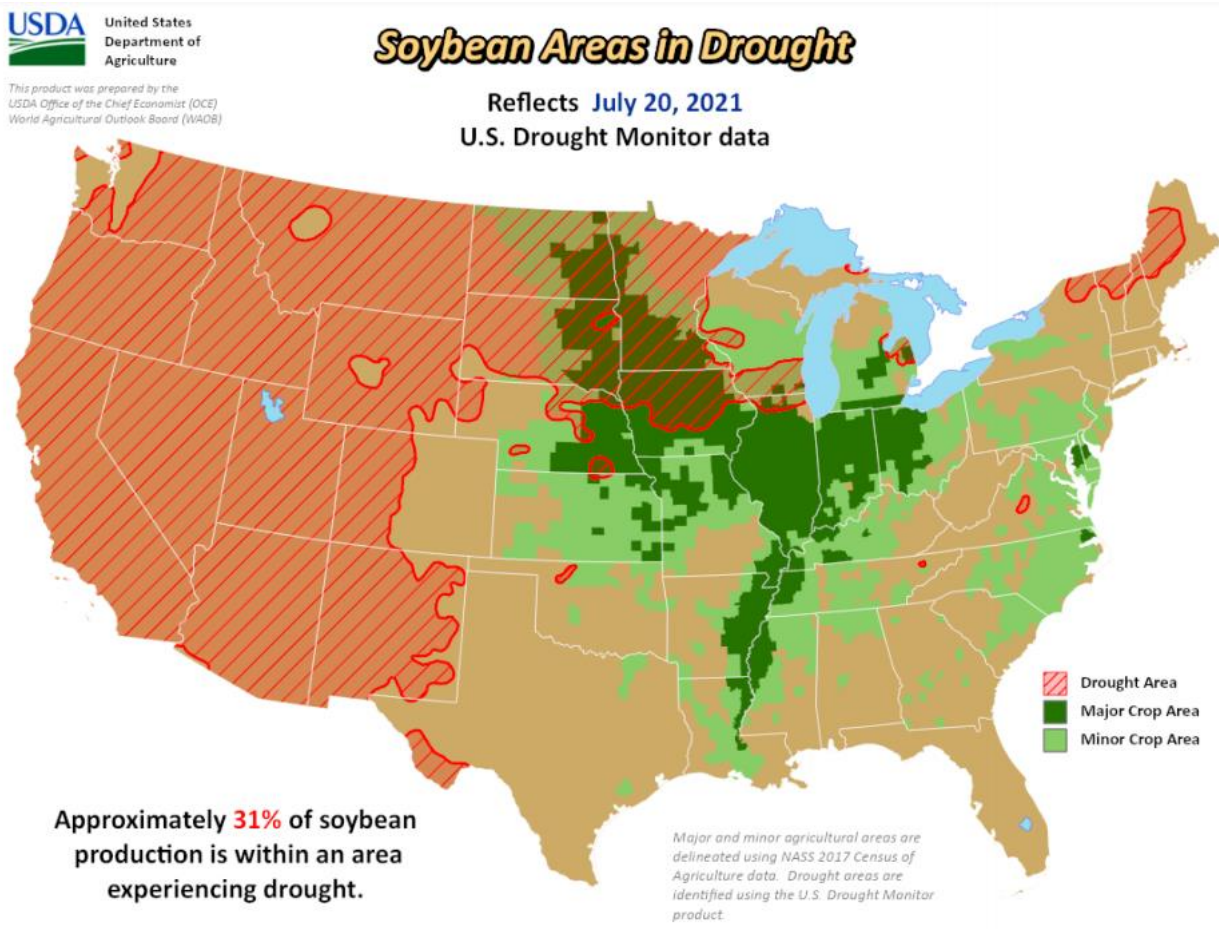 USDA
United States
Department of
Agriculture
This product was prepared by the
USDA Office of the Chief Economist (OCE)
World Agricultural Outlook Board (WAOB)
Soybean Areas in Drought
Reflects July 20, 2021
U.S. Drought Monitor data
Drought Area
Major Crop Area
Minor Crop Area
Approximately 31% of soybean
production is within an area
experiencing drought.
Major and minor agricultural areas are
delineated using NASS 2017 Census of
Agriculture data. Drought areas are
identified using the U.S. Drought Monitor
product.